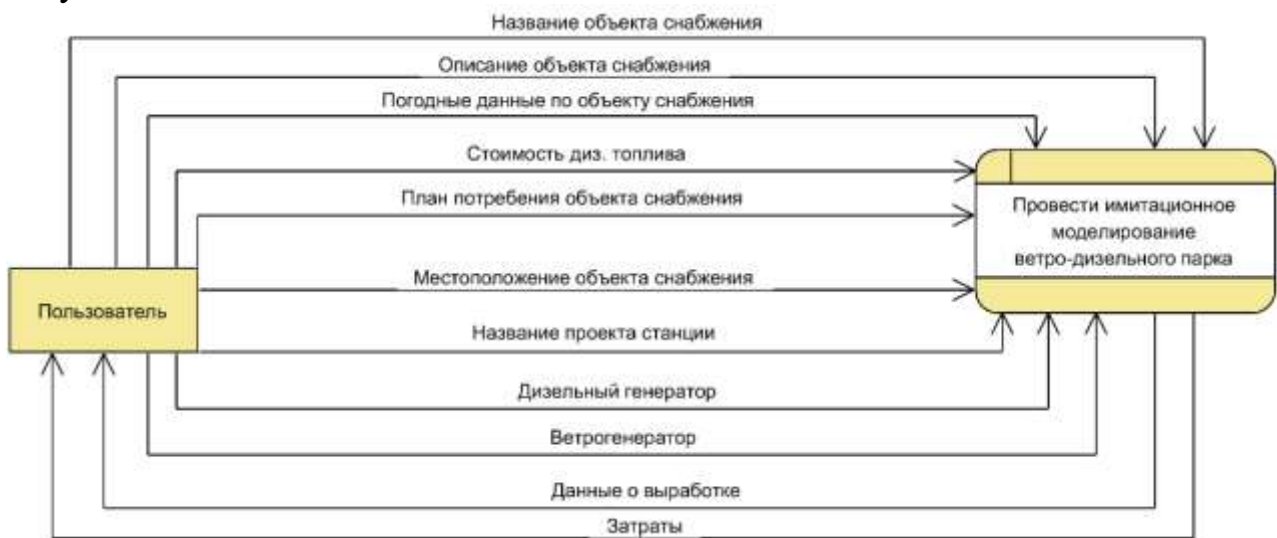 Название объекта снабжения
Описание объекта снабжения
Погодные данные по объекту снабжения
Стоимость диз. топлива
План потребения объекта снабжения
Провести имитационное
моделирование
ветро-дизельного парка
Местоположение объекта снабжения
Пользователь
Название проекта станции
Дизельный генератор
Ветрогенератор
Данные о выработке
Затраты